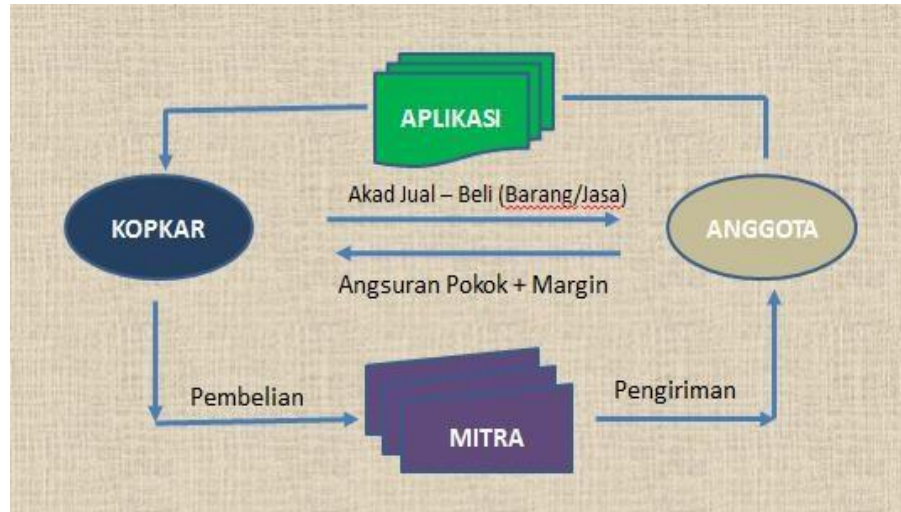 APLIKASI
Akad Jual – Beli (Barang/Jasa)
KOPKAR
ANGGOTA
Angsuran Pokok + Margin
Pembelian
Pengiriman
MITRA